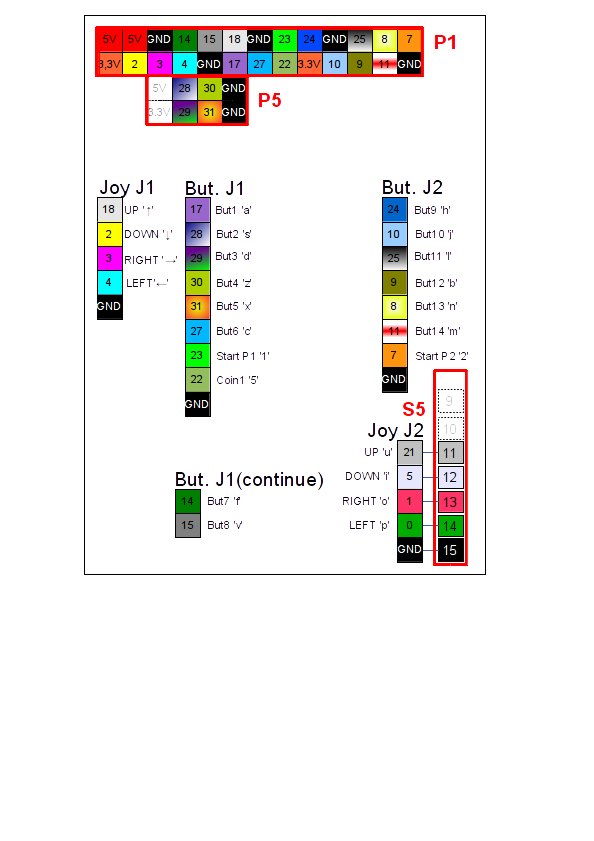 5V 5V GND 14 15 18 GND 23 24 GND 25 8 7 P1
3,3V 2 3 4 GND 17 27 22 3.3V 10 9 11 GND
5V 28 30 GND P5
3.3V 29 31 GND
Joy J1
18 UP '↑'
2 DOWN '↓'
3 RIGHT '→'
4 LEFT '←'
GND
But. J1
17 But1 'a'
28 But2 's'
29 But3 'd'
30 But4 'z'
31 But5 'x'
27 But6 'c'
23 Start P1 '1'
22 Coin1 '5'
GND
But. J2
24 But9 'h'
10 But10 'j'
25 But11 'l'
9 But12 'b'
8 But13 'n'
11 But14 'm'
7 Start P2 '2'
GND
S5
9
10
Joy J2
UP 'u' 21 11
DOWN 'i' 5 12
RIGHT 'o' 1 13
LEFT 'p' 0 14
GND 15
But. J1(continue)
14 But7 'f'
15 But8 'v'